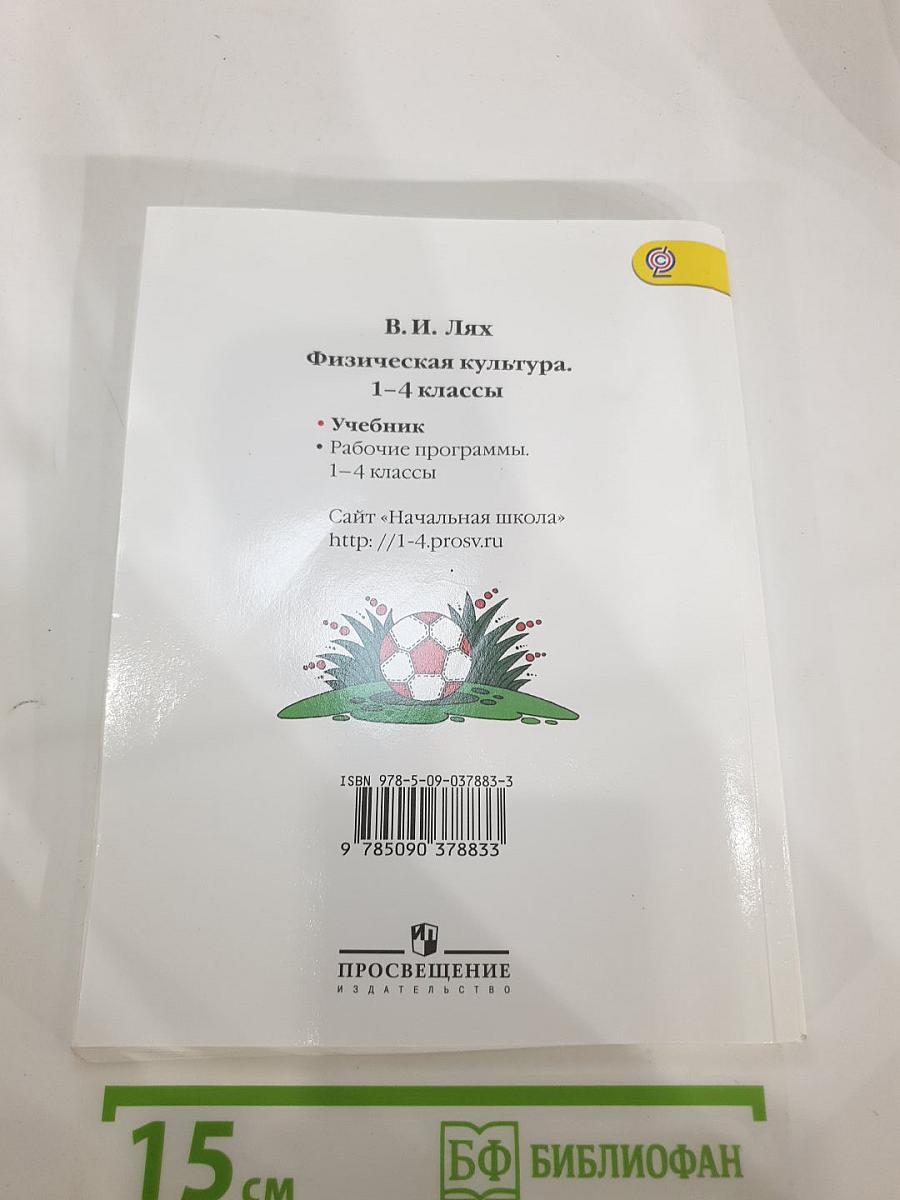 В. И. Лях
Физическая культура.
1–4 классы
• Учебник
• Рабочие программы.
1–4 классы
Сайт «Начальная школа»
http: //1-4.prosv.ru
ISBN 978-5-09-037883-3
9 785090 378833
ИП
ПРОСВЕЩЕНИЕ
ИЗДАТЕЛЬСТВО
15 см
БФ БИБЛИОФАН